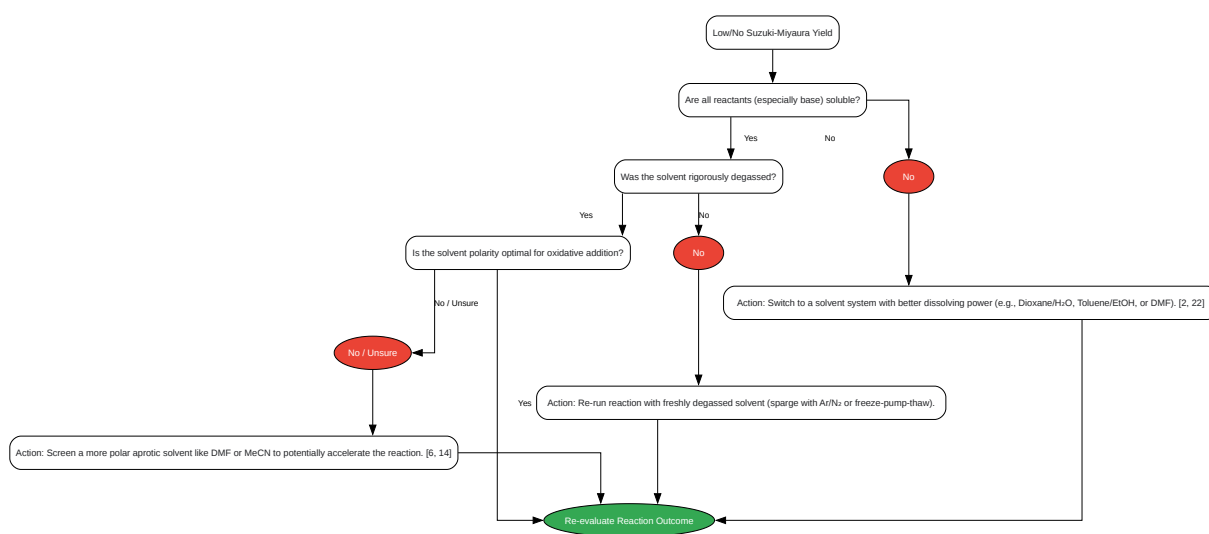 Low/No Suzuki-Miyaura Yield
Are all reactants (especially base) soluble?
Yes
No
Was the solvent rigorously degassed?
No
Yes
No
Is the solvent polarity optimal for oxidative addition?
No
Action: Switch to a solvent system with better dissolving power (e.g., Dioxane/H₂O, Toluene/EtOH, or DMF). [2, 22]
No / Unsure
No / Unsure
Yes
Action: Re-run reaction with freshly degassed solvent (sparge with Ar/N₂ or freeze-pump-thaw).
Action: Screen a more polar aprotic solvent like DMF or MeCN to potentially accelerate the reaction. [6, 14]
Re-evaluate Reaction Outcome